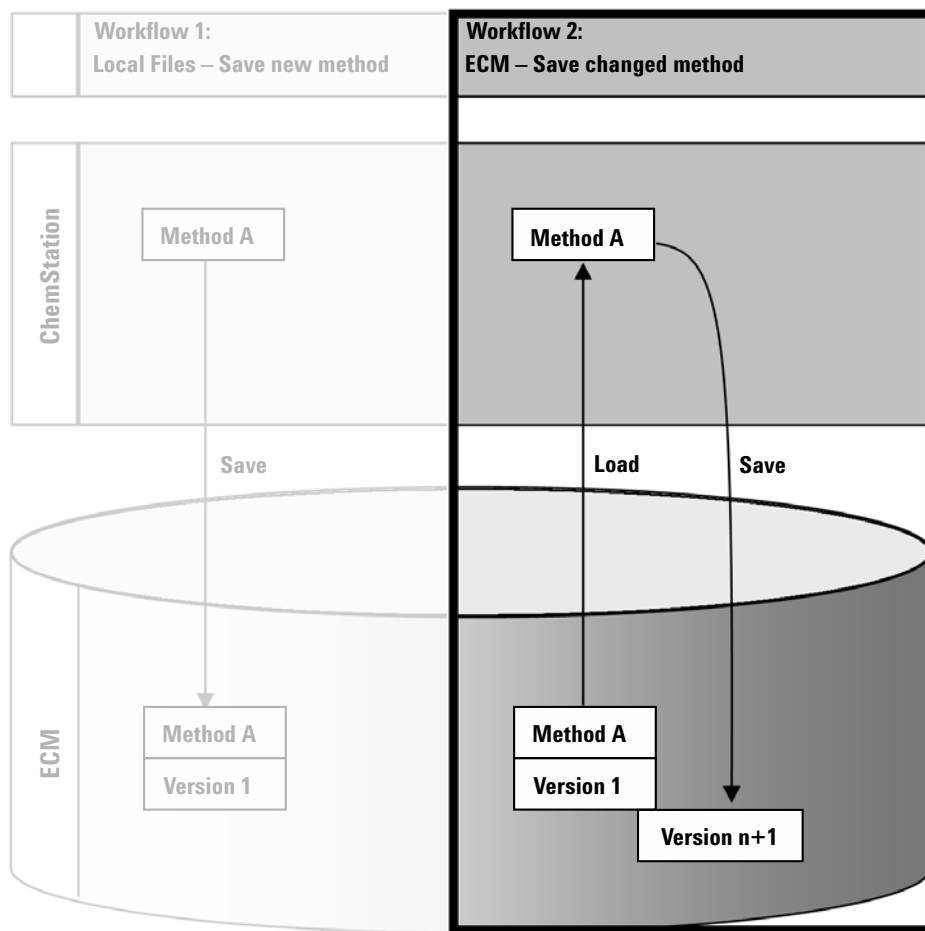 Workflow 1:
Local Files – Save new method
Workflow 2:
ECM – Save changed method
ChemStation
Method A
Method A
Save
Load
Save
ECM
Method A
Version 1
Method A
Version 1
Version n+1